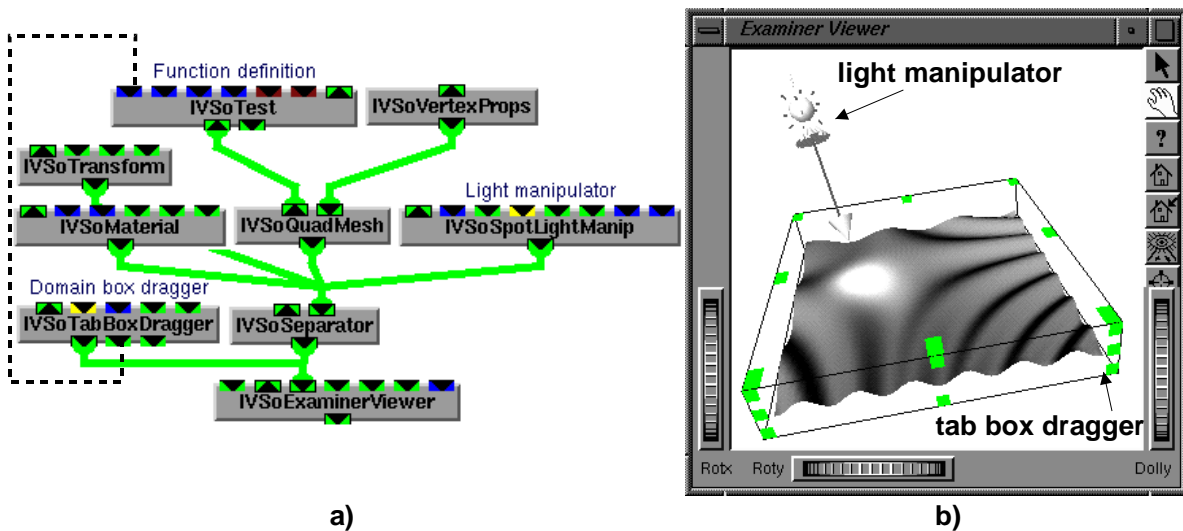 Function definition
IVSoTest
IVSoVertexProps
IVSoTransform
Light manipulator
IVSoMaterial
IVSoQuadMesh
IVSoSpotLightManip
Domain box dragger
IVSoTabBoxDragger
IVSoSeparator
IVSoExaminerViewer
a)
Examiner Viewer
light manipulator
?
tab box dragger
Rotx
Roty
Dolly
b)